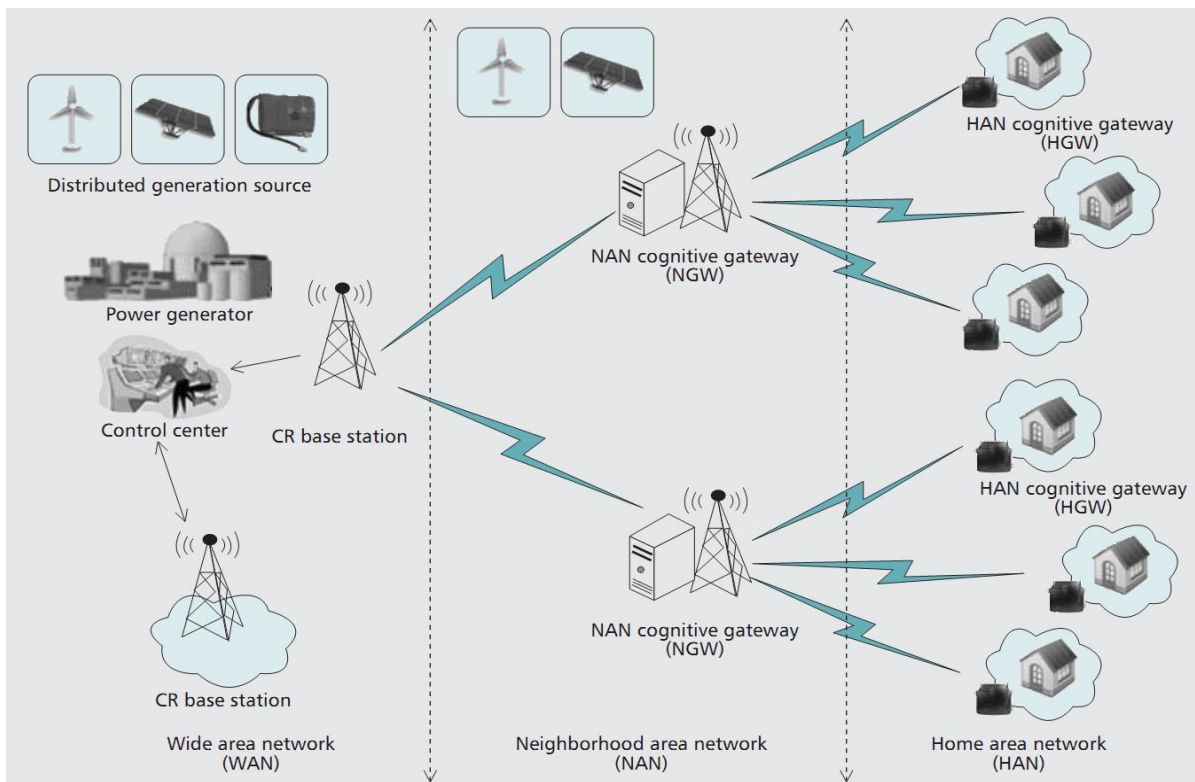 Distributed generation source
Power generator
Control center
CR base station
CR base station
Wide area network
(WAN)
NAN cognitive gateway
(NGW)
NAN cognitive gateway
(NGW)
Neighborhood area network
(NAN)
HAN cognitive gateway
(HGW)
HAN cognitive gateway
(HGW)
Home area network
(HAN)